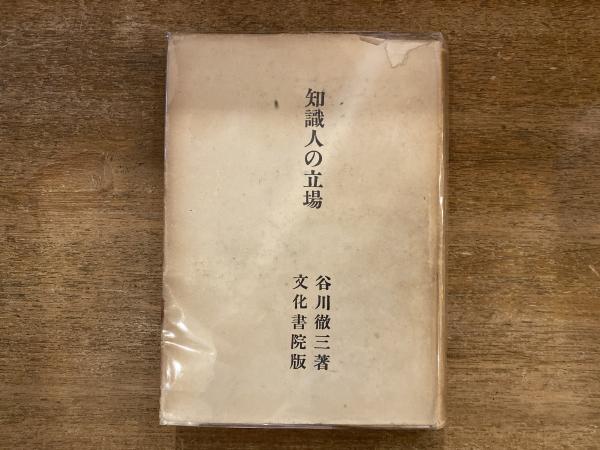 知識人の立場
谷川徹三著
文化書院版